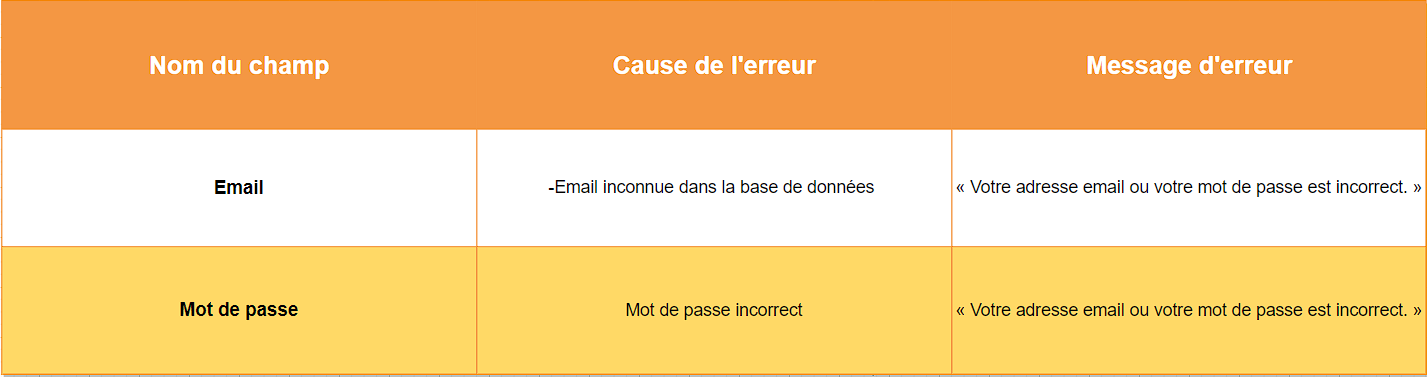 Nom du champ Cause de l'erreur Message d'erreur
Email -Email inconnue dans la base de données « Votre adresse email ou votre mot de passe est incorrect. »
Mot de passe Mot de passe incorrect « Votre adresse email ou votre mot de passe est incorrect. »